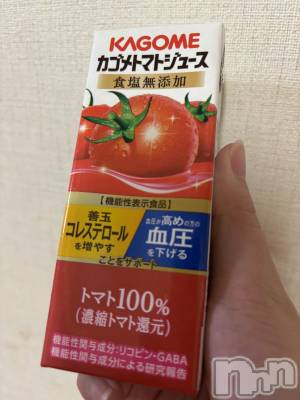 KAGOME
カゴメトマトジュース
食塩無添加
【機能性表示食品】
善玉
コレステロール
を増やす
血圧が高めの方の
血圧
を下げる
ことをサポート
トマト100%
(濃縮トマト還元)
機能性関与成分:リコピン・GABA
機能性関与成分による研究報告